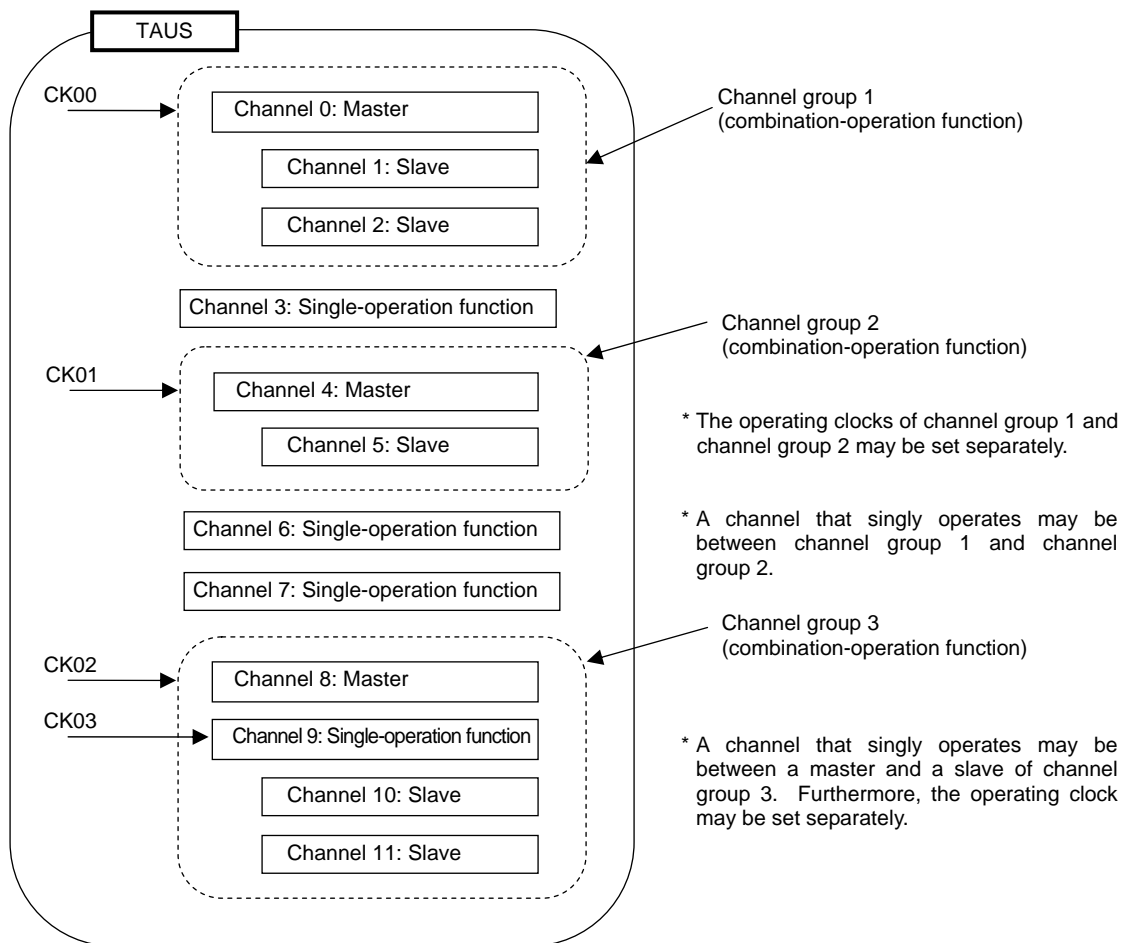 TAUS
CK00
Channel 0: Master
Channel 1: Slave
Channel 2: Slave
Channel group 1
(combination-operation function)
Channel 3: Single-operation function
Channel group 2
(combination-operation function)
CK01
Channel 4: Master
Channel 5: Slave
* The operating clocks of channel group 1 and
channel group 2 may be set separately.
Channel 6: Single-operation function
* A channel that singly operates may be
between channel group 1 and channel
group 2.
Channel 7: Single-operation function
Channel group 3
(combination-operation function)
CK02
Channel 8: Master
CK03
Channel 9: Single-operation function
Channel 10: Slave
Channel 11: Slave
* A channel that singly operates may be
between a master and a slave of channel
group 3. Furthermore, the operating clock
may be set separately.